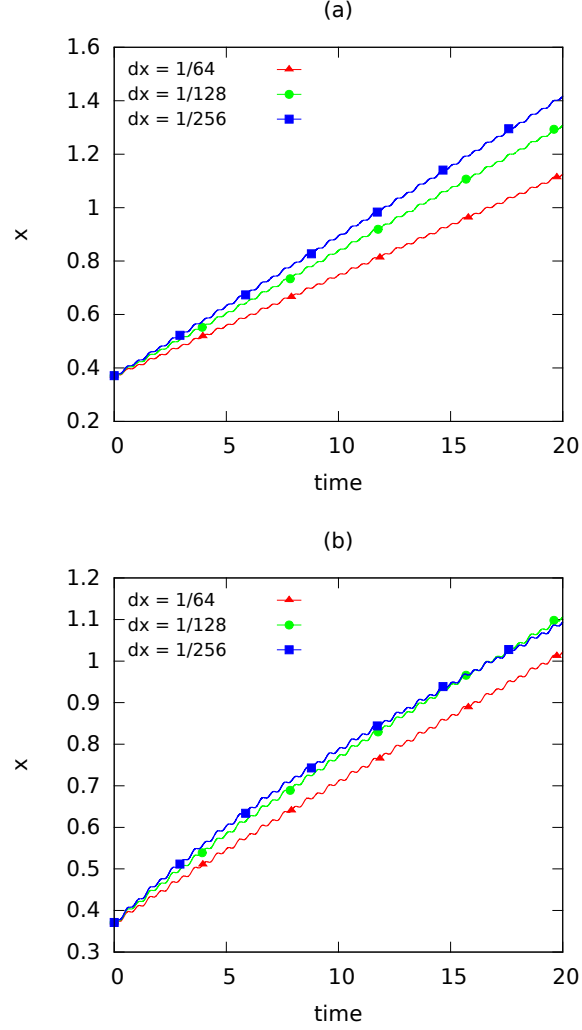 (a)
1.6
1.4
1.2
1
0.8
0.6
0.4
0.2
x
dx = 1/64
dx = 1/128
dx = 1/256
0 5 10 15 20
time
(b)
1.2
1.1
1
0.9
0.8
0.7
0.6
0.5
0.4
0.3
x
dx = 1/64
dx = 1/128
dx = 1/256
0 5 10 15 20
time